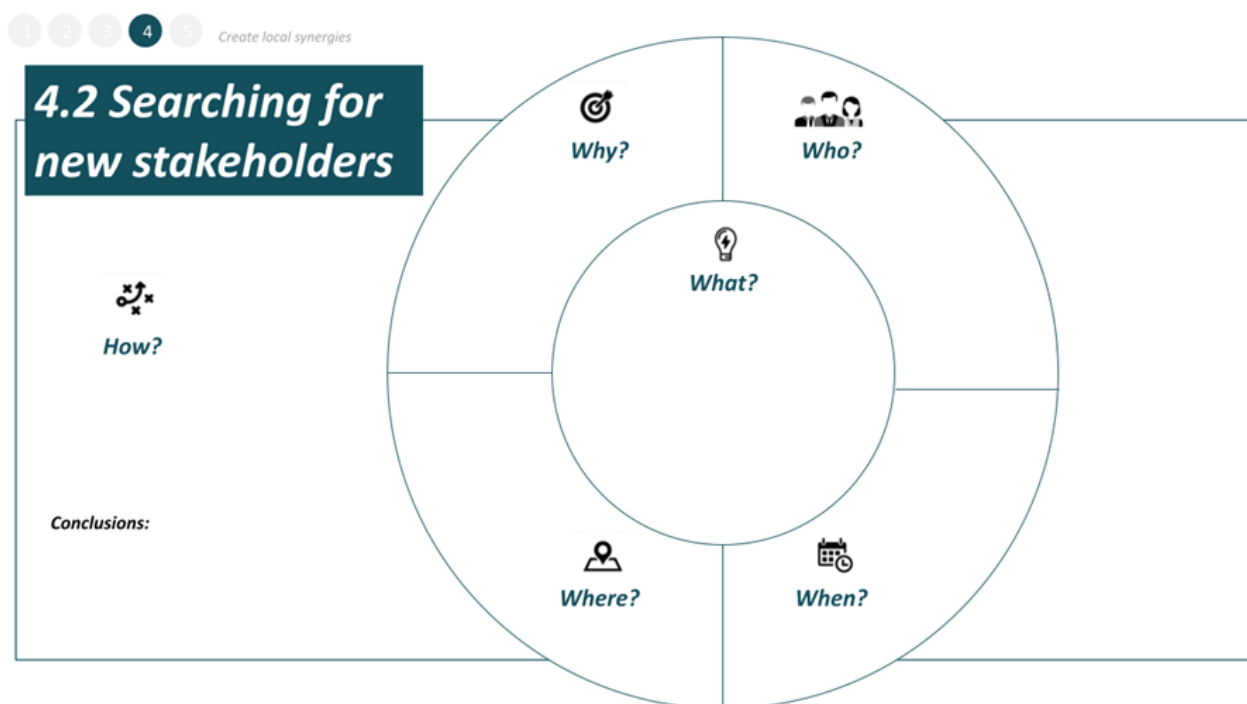 1 2 3 4 5 Create local synergies
4.2 Searching for
new stakeholders
Why?
Who?
What?
How?
Conclusions:
Where?
When?